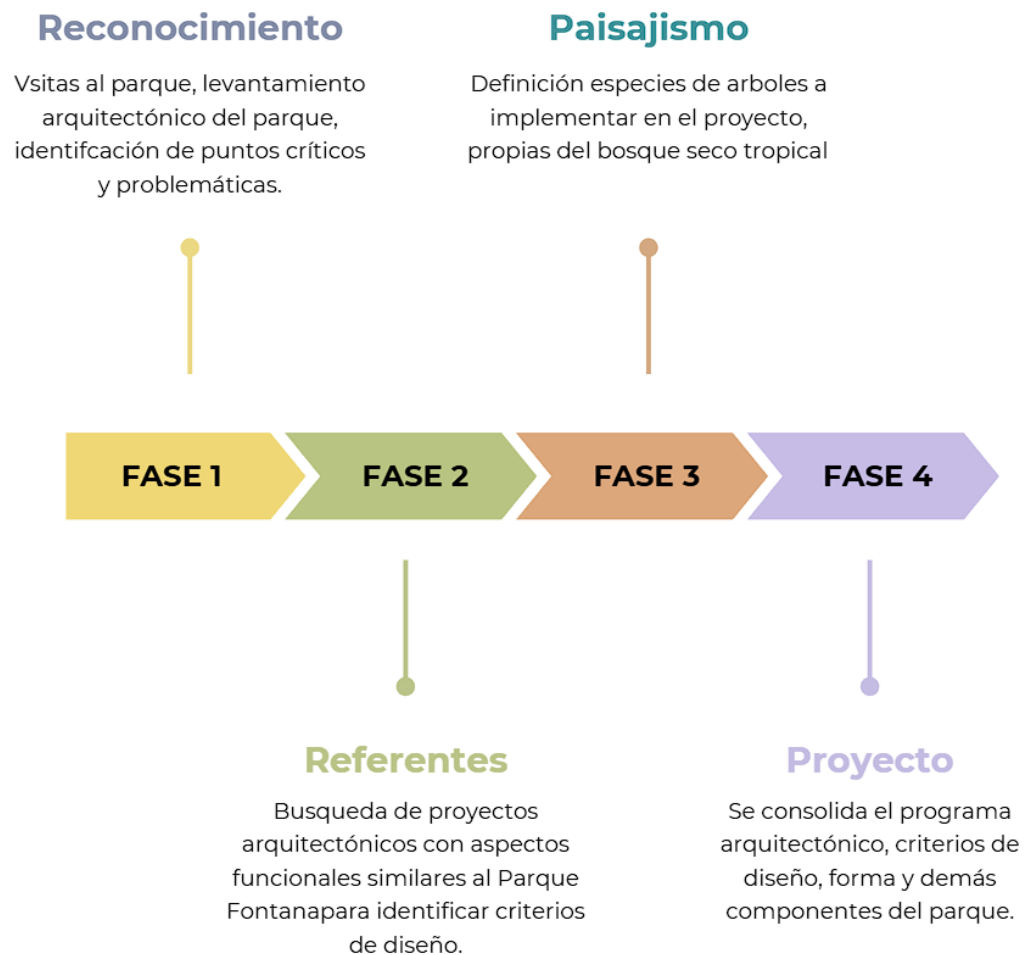 Reconocimiento
Vsitas al parque, levantamiento
arquitectónico del parque,
identifcación de puntos críticos
y problemáticas.
Paisajismo
Definición especies de arboles a
implementar en el proyecto,
propias del bosque seco tropical
FASE 1
FASE 2
FASE 3
FASE 4
Referentes
Busqueda de proyectos
arquitectónicos con aspectos
funcionales similares al Parque
Fontanapara identificar criterios
de diseño.
Proyecto
Se consolida el programa
arquitectónico, criterios de
diseño, forma y demás
componentes del parque.